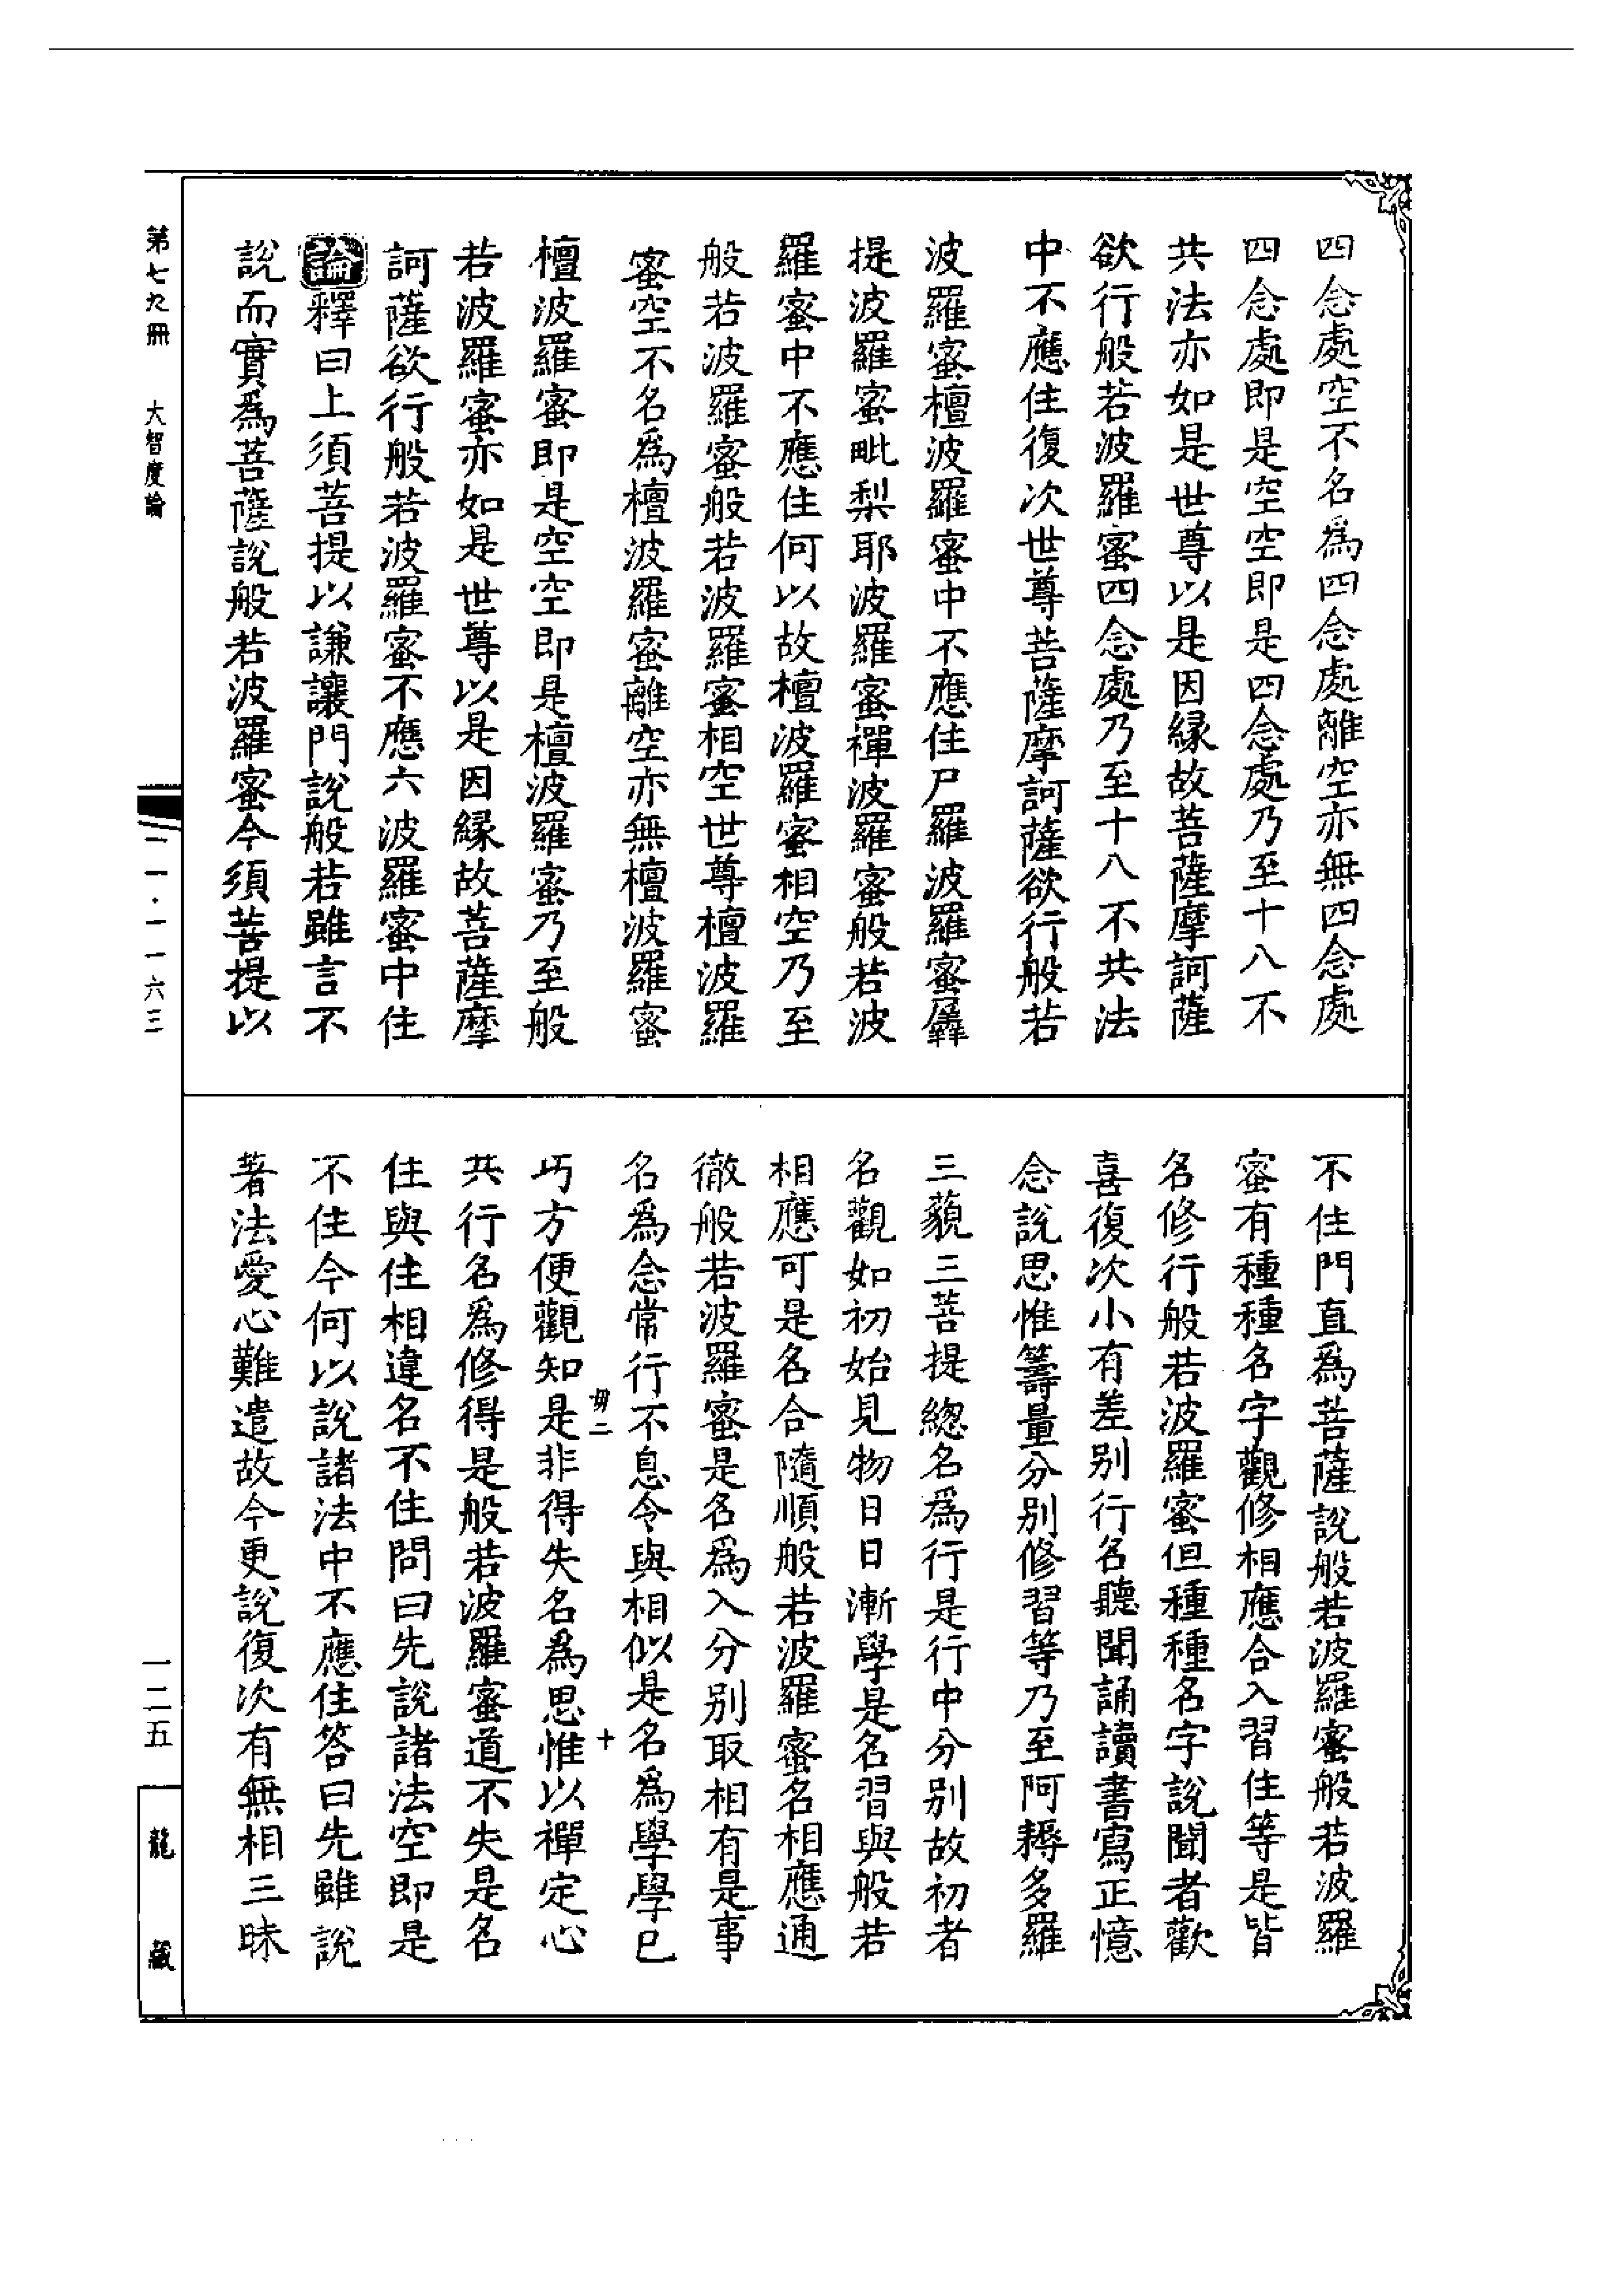 四念處空不名為四念處離空亦無四念處
四念處即是空空即是四念處乃至十八不
共法亦如是世尊以是因緣故菩薩摩訶薩
欲行般若波羅蜜四念處乃至十八不共法
中不應住復次世尊菩薩摩訶薩欲行般若
波羅蜜檀波羅蜜中不應住尸羅波羅蜜羼
提波羅蜜毗梨耶波羅蜜禪波羅蜜般若波
羅蜜中不應住何以故檀波羅蜜相空乃至
般若波羅蜜般若波羅蜜相空世尊檀波羅
蜜空不名為檀波羅蜜離空亦無檀波羅蜜
檀波羅蜜即是空空即是檀波羅蜜乃至般
若波羅蜜亦如是世尊以是因緣故菩薩摩
訶薩欲行般若波羅蜜不應六波羅蜜中住
論釋曰上須菩提以謙讓門說般若雖言不
說而實為菩薩說般若波羅蜜今須菩提以
不住門直為菩薩說般若波羅蜜般若波羅
蜜有種種名字觀修相應合入習住等是皆
名修行般若波羅蜜但種種名字說聞者歡
喜復次小有差別行名聽聞誦讀書寫正憶
念說思惟籌量分別修習等乃至阿耨多羅
三藐三菩提總名為行是行中分別故初者
名觀如初始見物日日漸學是名習與般若
相應可是名合隨順般若波羅蜜名相應通
徹般若波羅蜜是名為入分別取相有是事
名為念常行不息令與相似是名為學學已
毋二 十
巧方便觀知是非得失名為思惟以禪定心
共行名為修得是般若波羅蜜道不失是名
住與住相違名不住問曰先說諸法空即是
不住今何以說諸法中不應住答曰先雖說
著法愛心難遣故今更說復次有無相三昧
第七九冊 大智度論
二一·一一六三
一二五
龍藏